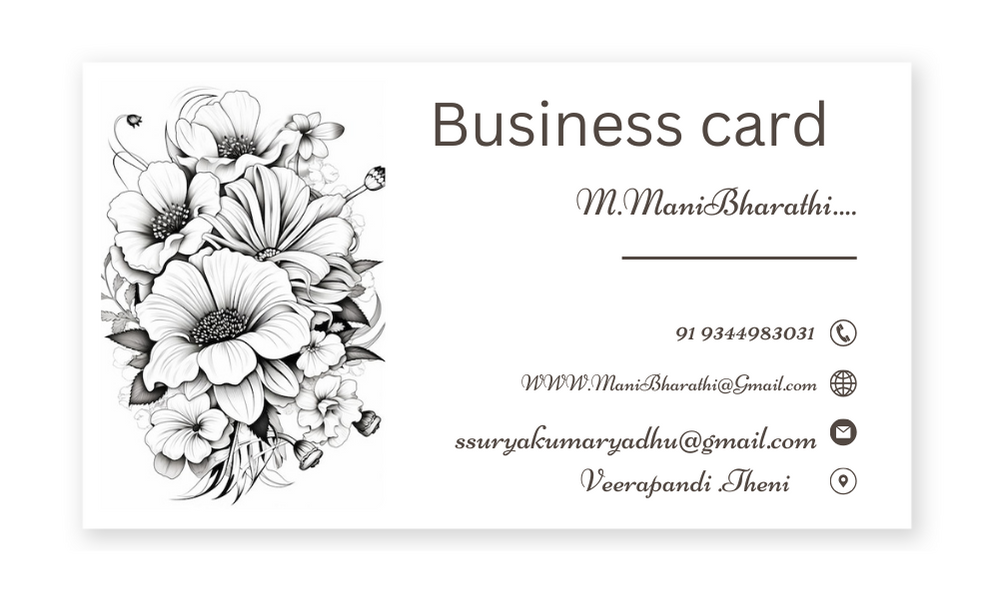 Business card
M.ManiBharathi....
91 9344983031
WWW.ManiBharathi@Gmail.com
ssuryakumaryadhu@gmail.com
Veerapandi .Theni